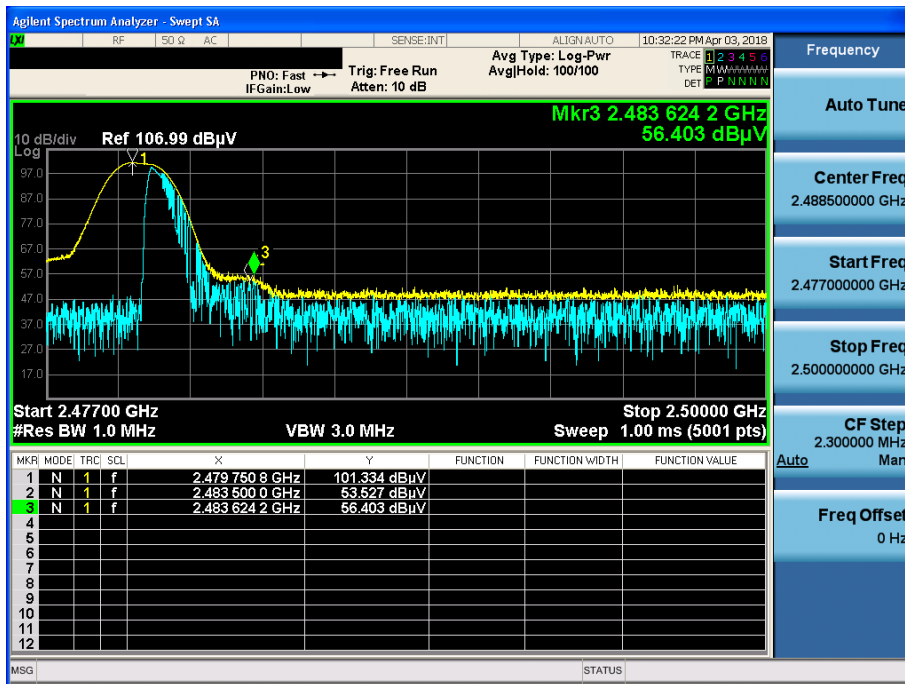 Agilent Spectrum Analyzer - Swept SA
LXI RF 50 Ω AC SENSE:INT ALIGN AUTO 10:32:22 PM Apr 03, 2018
PNO: Fast Trig: Free Run Avg Type: Log-Pwr TRACE 1 2 3 4 5 6
IFGain:Low Atten: 10 dB Avg|Hold: 100/100 TYPE M W W W W W
DET P P N N N N
Mkr3 2.483 624 2 GHz
56.403 dBµV
10 dB/div Ref 106.99 dBµV
Log
97.0
87.0
77.0
67.0
57.0
47.0
37.0
27.0
17.0
1
3
Start 2.47700 GHz Stop 2.50000 GHz
#Res BW 1.0 MHz VBW 3.0 MHz Sweep 1.00 ms (5001 pts)
MKR MODE TRC SCL X Y FUNCTION FUNCTION WIDTH FUNCTION VALUE
1 N 1 f 2.479 750 8 GHz 101.334 dBµV
2 N 1 f 2.483 500 0 GHz 53.527 dBµV
3 N 1 f 2.483 624 2 GHz 56.403 dBµV
4
5
6
7
8
9
10
11
12
MSG STATUS
Frequency
Auto Tune
Center Freq
2.488500000 GHz
Start Freq
2.477000000 GHz
Stop Freq
2.500000000 GHz
CF Step
2.300000 MHz
Auto Man
Freq Offset
0 Hz